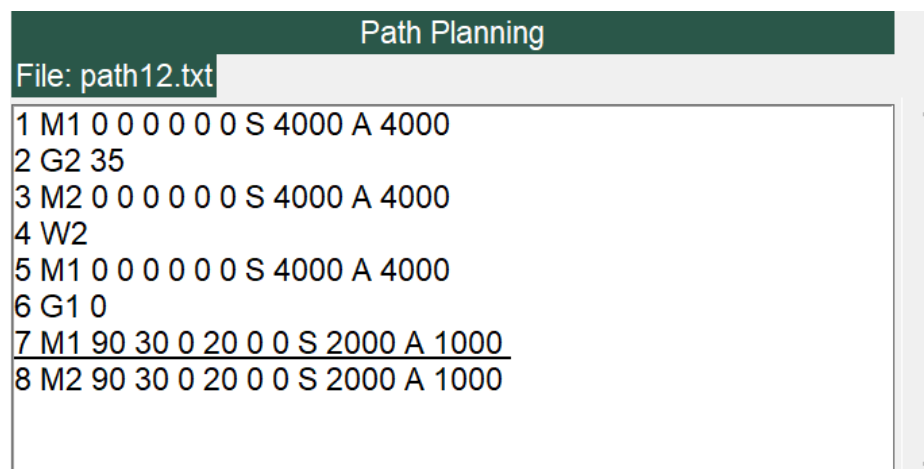 Path Planning
File: path12.txt
1 M1 0 0 0 0 0 0 S 4000 A 4000
2 G2 35
3 M2 0 0 0 0 0 0 S 4000 A 4000
4 W2
5 M1 0 0 0 0 0 0 S 4000 A 4000
6 G1 0
7 M1 90 30 0 20 0 0 S 2000 A 1000
8 M2 90 30 0 20 0 0 S 2000 A 1000